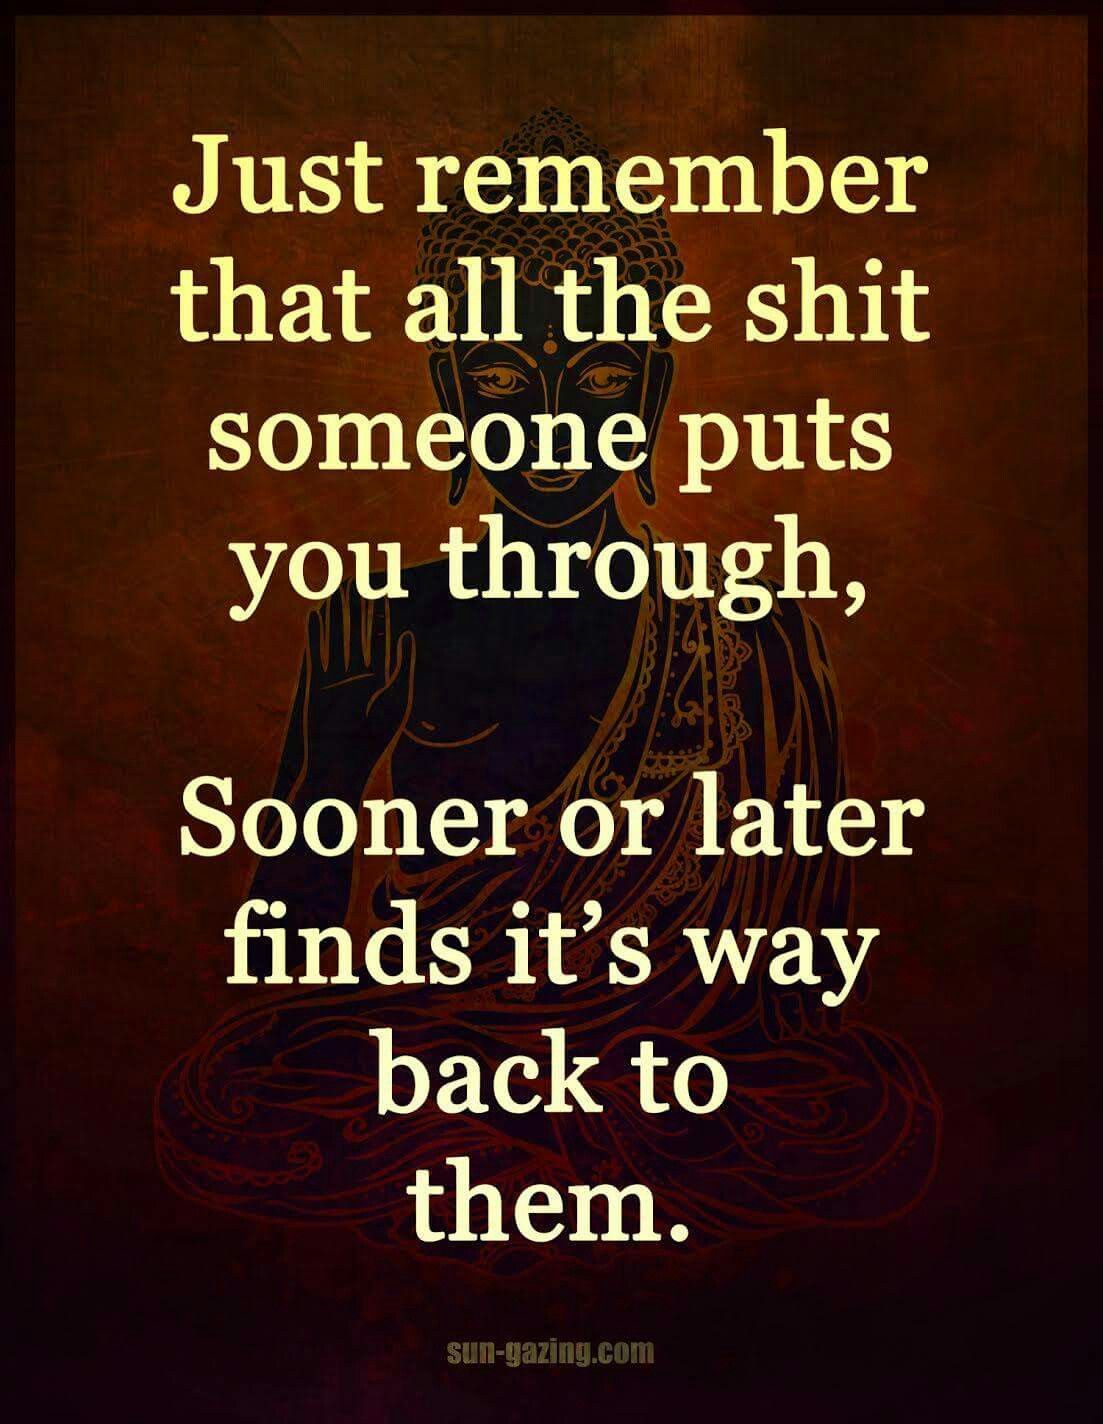 Just remember
that all the shit
someone puts
you through,
Sooner or later
finds it’s way
back to
them.
sun-gazing.com